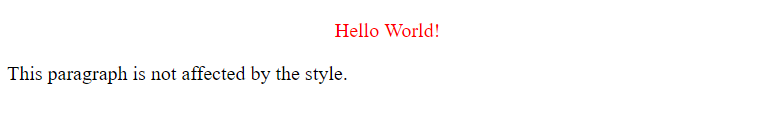 Hello World!
This paragraph is not affected by the style.